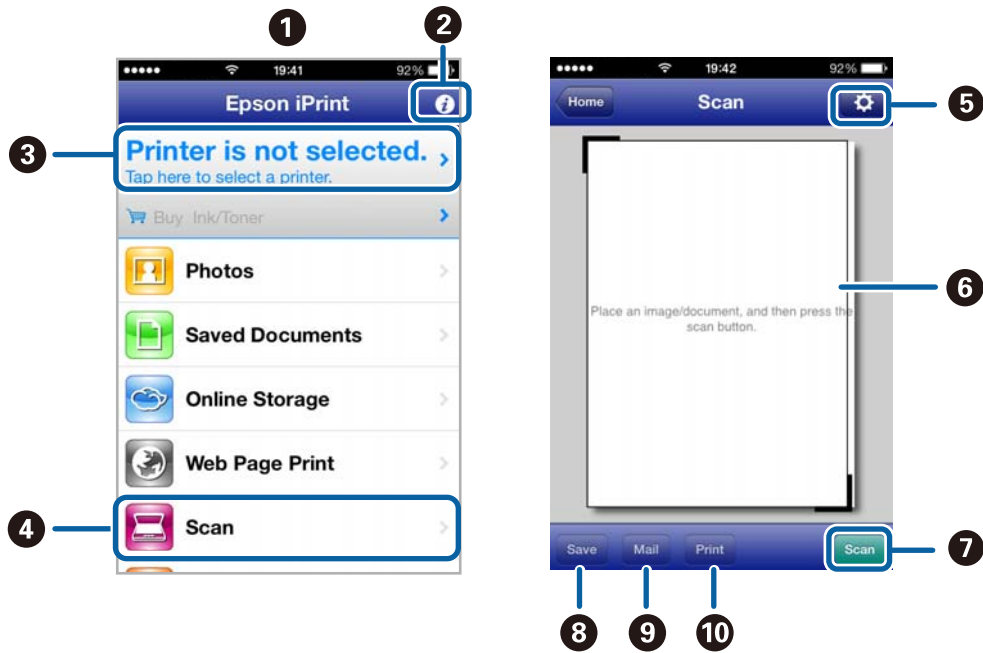 1
2
19:41
92%
Epson iPrint
i
3
Printer is not selected.
Tap here to select a printer.
Buy Ink/Toner
Photos
Saved Documents
Online Storage
Web Page Print
4
Scan
19:42
92%
Home
Scan
5
6
Place an image/document, and then press the
scan button.
Save
Mail
Print
Scan
7
8
9
10